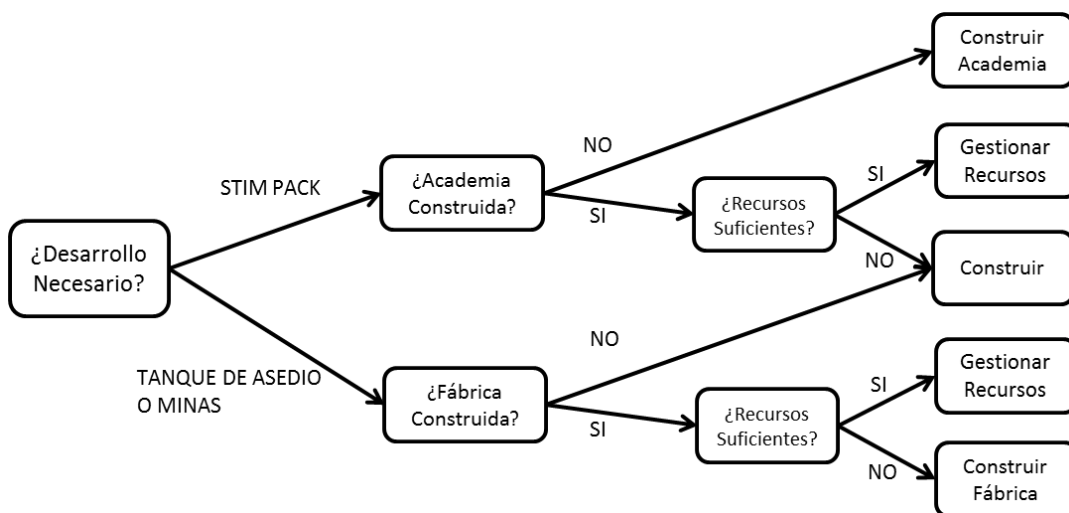 Construir
Academia
NO
Gestionar
Recursos
SI
¿Academia
Construida?
STIM PACK
¿Recursos
Suficientes?
SI
¿Desarrollo
Necesario?
NO
Construir
NO
Gestionar
Recursos
TANQUE DE ASEDIO
O MINAS
¿Fábrica
Construida?
SI
¿Recursos
Suficientes?
SI
NO
Construir
Fábrica